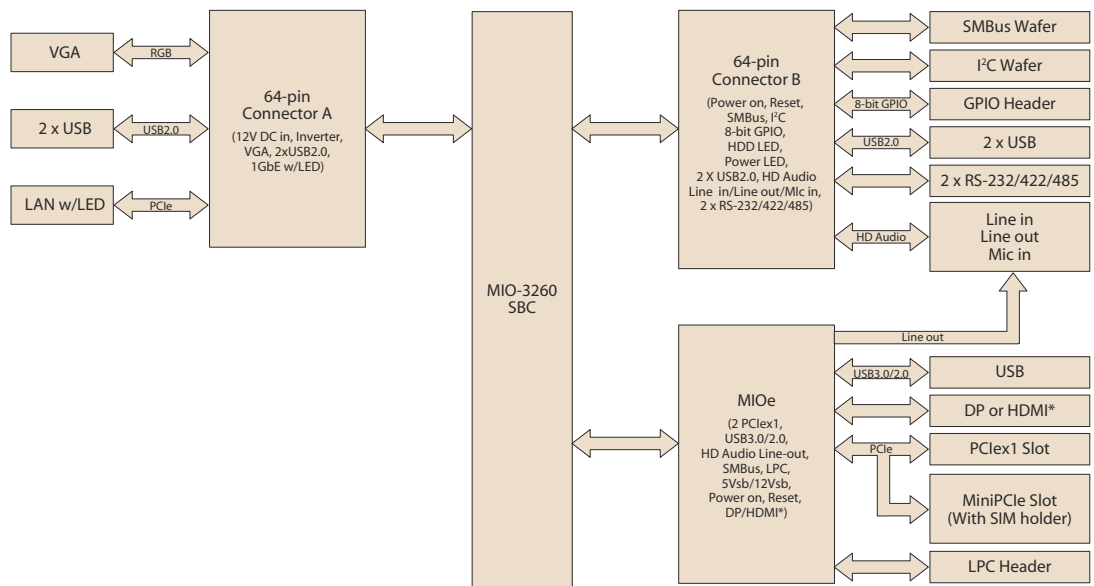 VGA
RGB
2 x USB
USB2.0
LAN w/LED
PCIe
64-pin
Connector A
(12V DC in, Inverter,
VGA, 2xUSB2.0,
1GbE w/LED)
MIO-3260
SBC
64-pin
Connector B
(Power on, Reset,
SMBus, I²C
8-bit GPIO,
HDD LED,
Power LED,
2 X USB2.0, HD Audio
Line in/Line out/MIc in,
2 x RS-232/422/485)
SMBus Wafer
I²C Wafer
8-bit GPIO
GPIO Header
USB2.0
2 x USB
2 x RS-232/422/485
HD Audio
Line in
Line out
Mic in
MIOe
(2 PCIex1,
USB3.0/2.0,
HD Audio Line-out,
SMBus, LPC,
5Vsb/12Vsb,
Power on, Reset,
DP/HDMI*)
Line out
USB3.0/2.0
USB
DP or HDMI*
PCIe
PCIex1 Slot
MiniPCIe Slot
(With SIM holder)
LPC Header